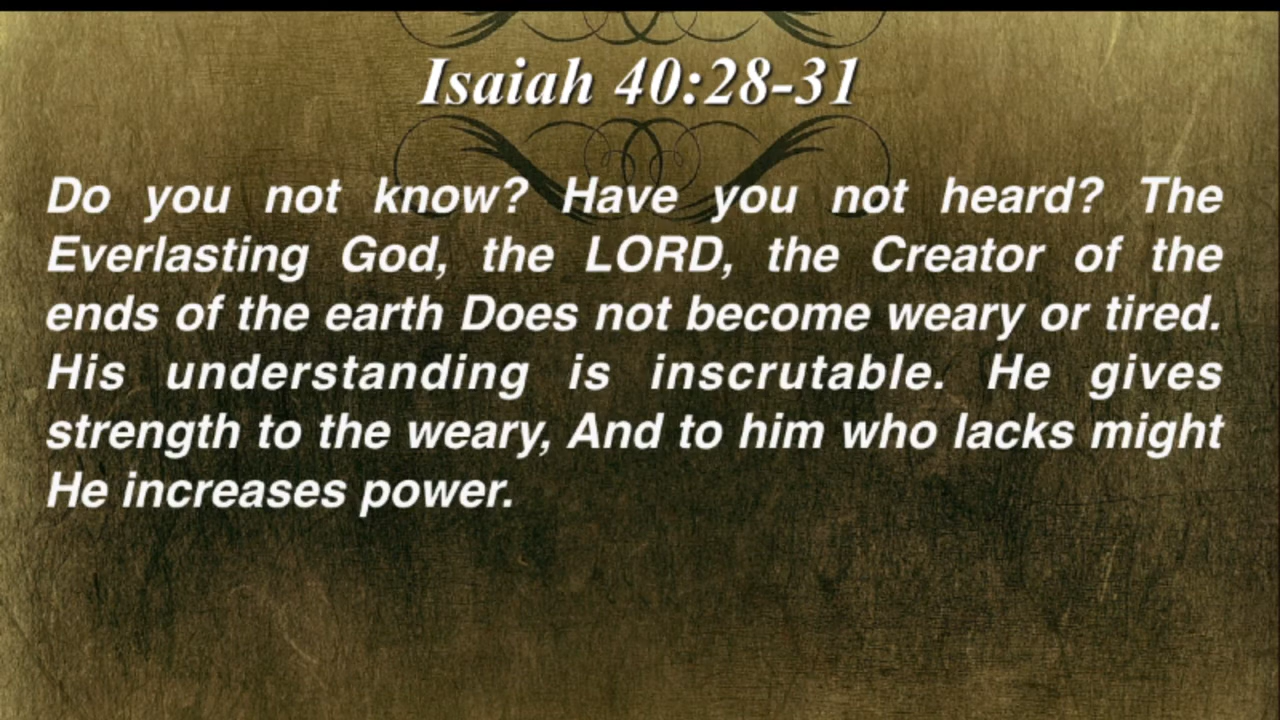 Isaiah 40:28-31
Do you not know? Have you not heard? The
Everlasting God, the LORD, the Creator of the
ends of the earth Does not become weary or tired.
His understanding is inscrutable. He gives
strength to the weary, And to him who lacks might
He increases power.